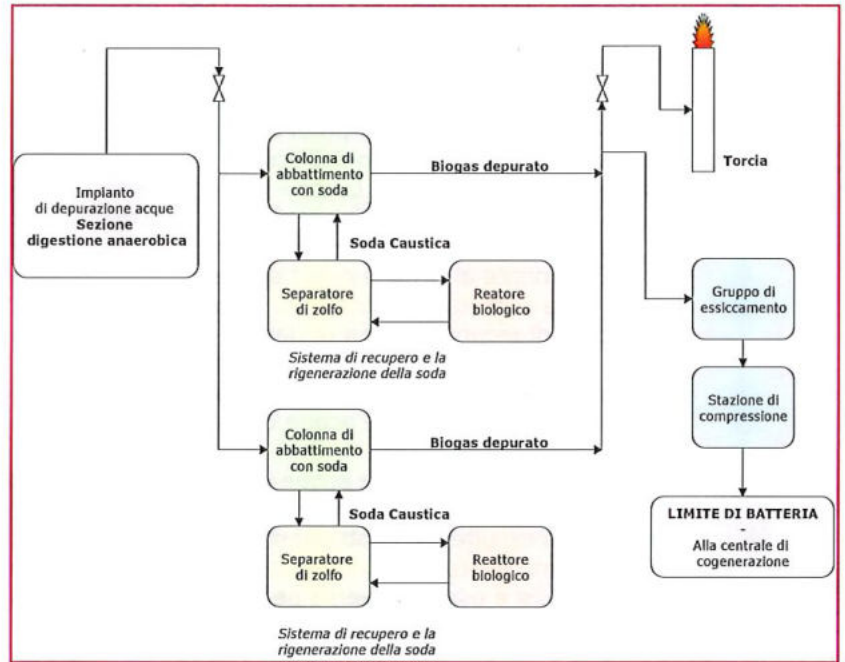 Impianto
di depurazione acque
Sezione
digestione anaerobica
Colonna di
abbattimento
con soda
Biogas depurato
Torcia
Soda Caustica
Separatore
di zolfo
Reatore
biologico
Sistema di recupero e la
rigenerazione della soda
Gruppo di
essiccamento
Stazione di
compressione
Colonna di
abbattimento
con soda
Biogas depurato
Soda Caustica
Separatore
di zolfo
Reattore
biologico
Sistema di recupero e la
rigenerazione della soda
LIMITE DI BATTERIA
-
Alla centrale di
cogenerazione